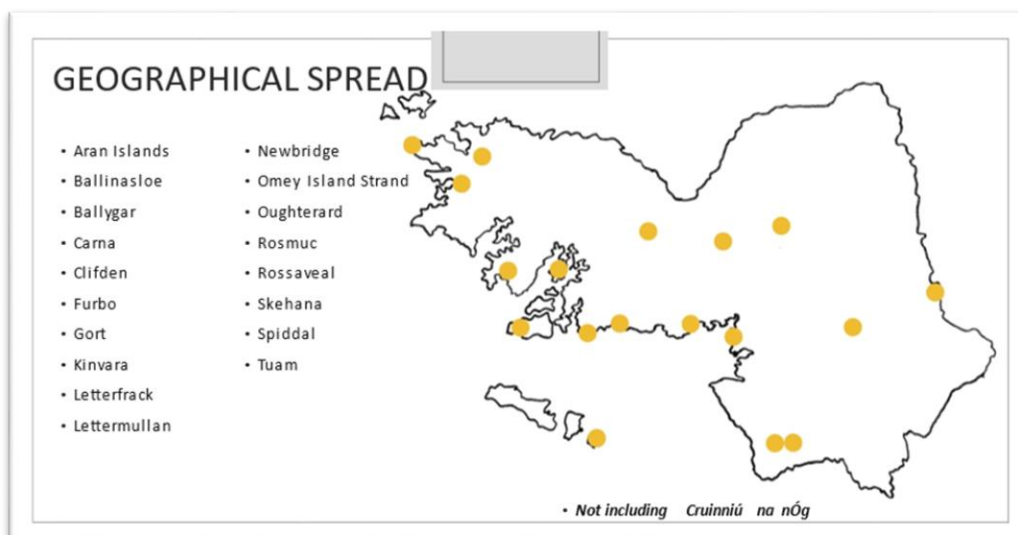 GEOGRAPHICAL SPREAD
• Aran Islands
• Ballinasloe
• Ballygar
• Carna
• Clifden
• Furbo
• Gort
• Kinvara
• Letterfrack
• Lettermullan
• Newbridge
• Omey Island Strand
• Oughterard
• Rosmuc
• Rossaveal
• Skehana
• Spiddal
• Tuam
• Not including Cruinniú na nÓg